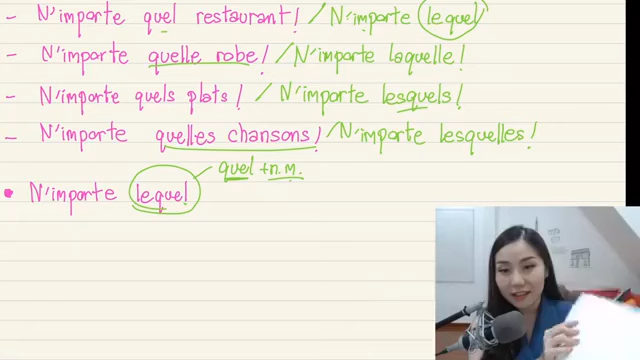 - N'importe quel restaurant! / N'importe lequel
- N'importe quelle robe! / N'importe laquelle!
- N'importe quels plats! / N'importe lesquels!
- N'importe quelles chansons! / N'importe lesquelles!
quel + n.m.
• N'importe lequel